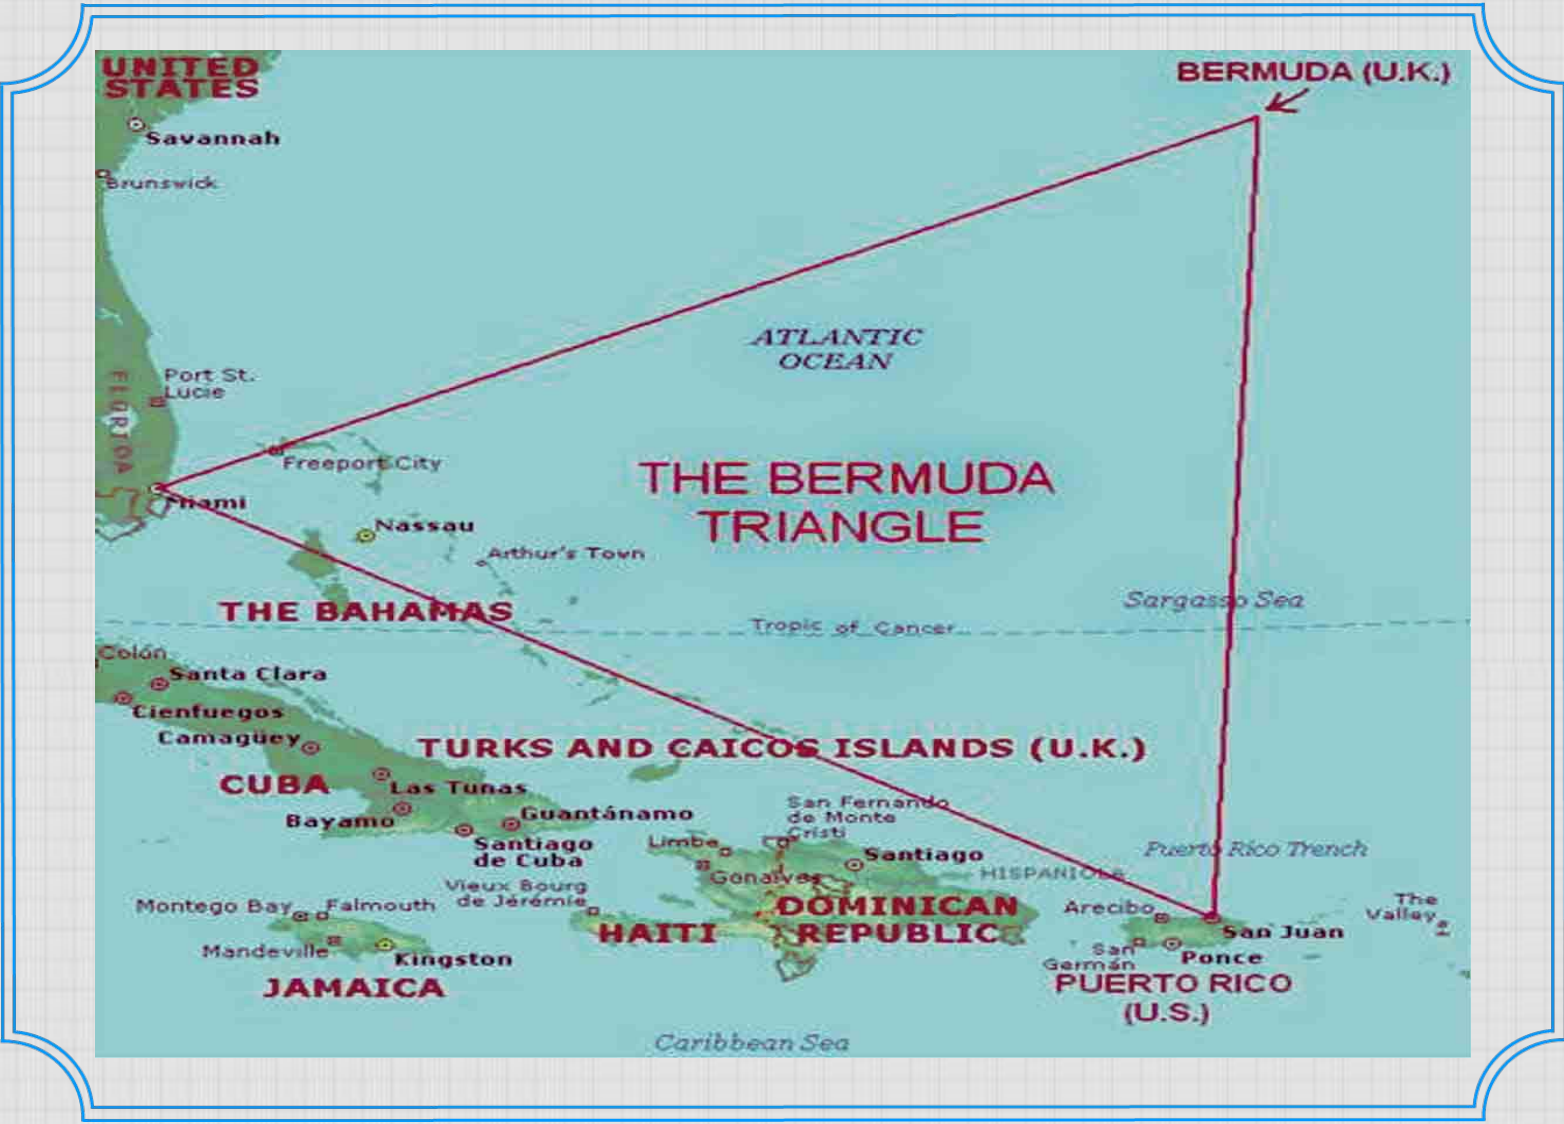 UNITED
STATES
BERMUDA (U.K.)
Savannah
Brunswick
ATLANTIC
OCEAN
Port St.
Lucie
FLORIDA
Freeport City
THE BERMUDA
TRIANGLE
Miami
Nassau
Arthur's Town
THE BAHAMAS
Sargasso Sea
Tropic of Cancer
Colón
Santa Clara
Cienfuegos
Camagüey
TURKS AND CAICOS ISLANDS (U.K.)
CUBA
Las Tunas
Bayamo
Guantánamo
San Fernando
de Monte
Cristi
Santiago
de Cuba
Limbe
Santiago
Puerto Rico Trench
Gonaïves
HISPANIOLA
Vieux Bourg
de Jérémie
Montego Bay
Falmouth
DOMINICAN
REPUBLIC
HAITI
Arecibo
The
Valley
San Juan
Mandeville
Kingston
San
Germán
Ponce
JAMAICA
PUERTO RICO
(U.S.)
Caribbean Sea